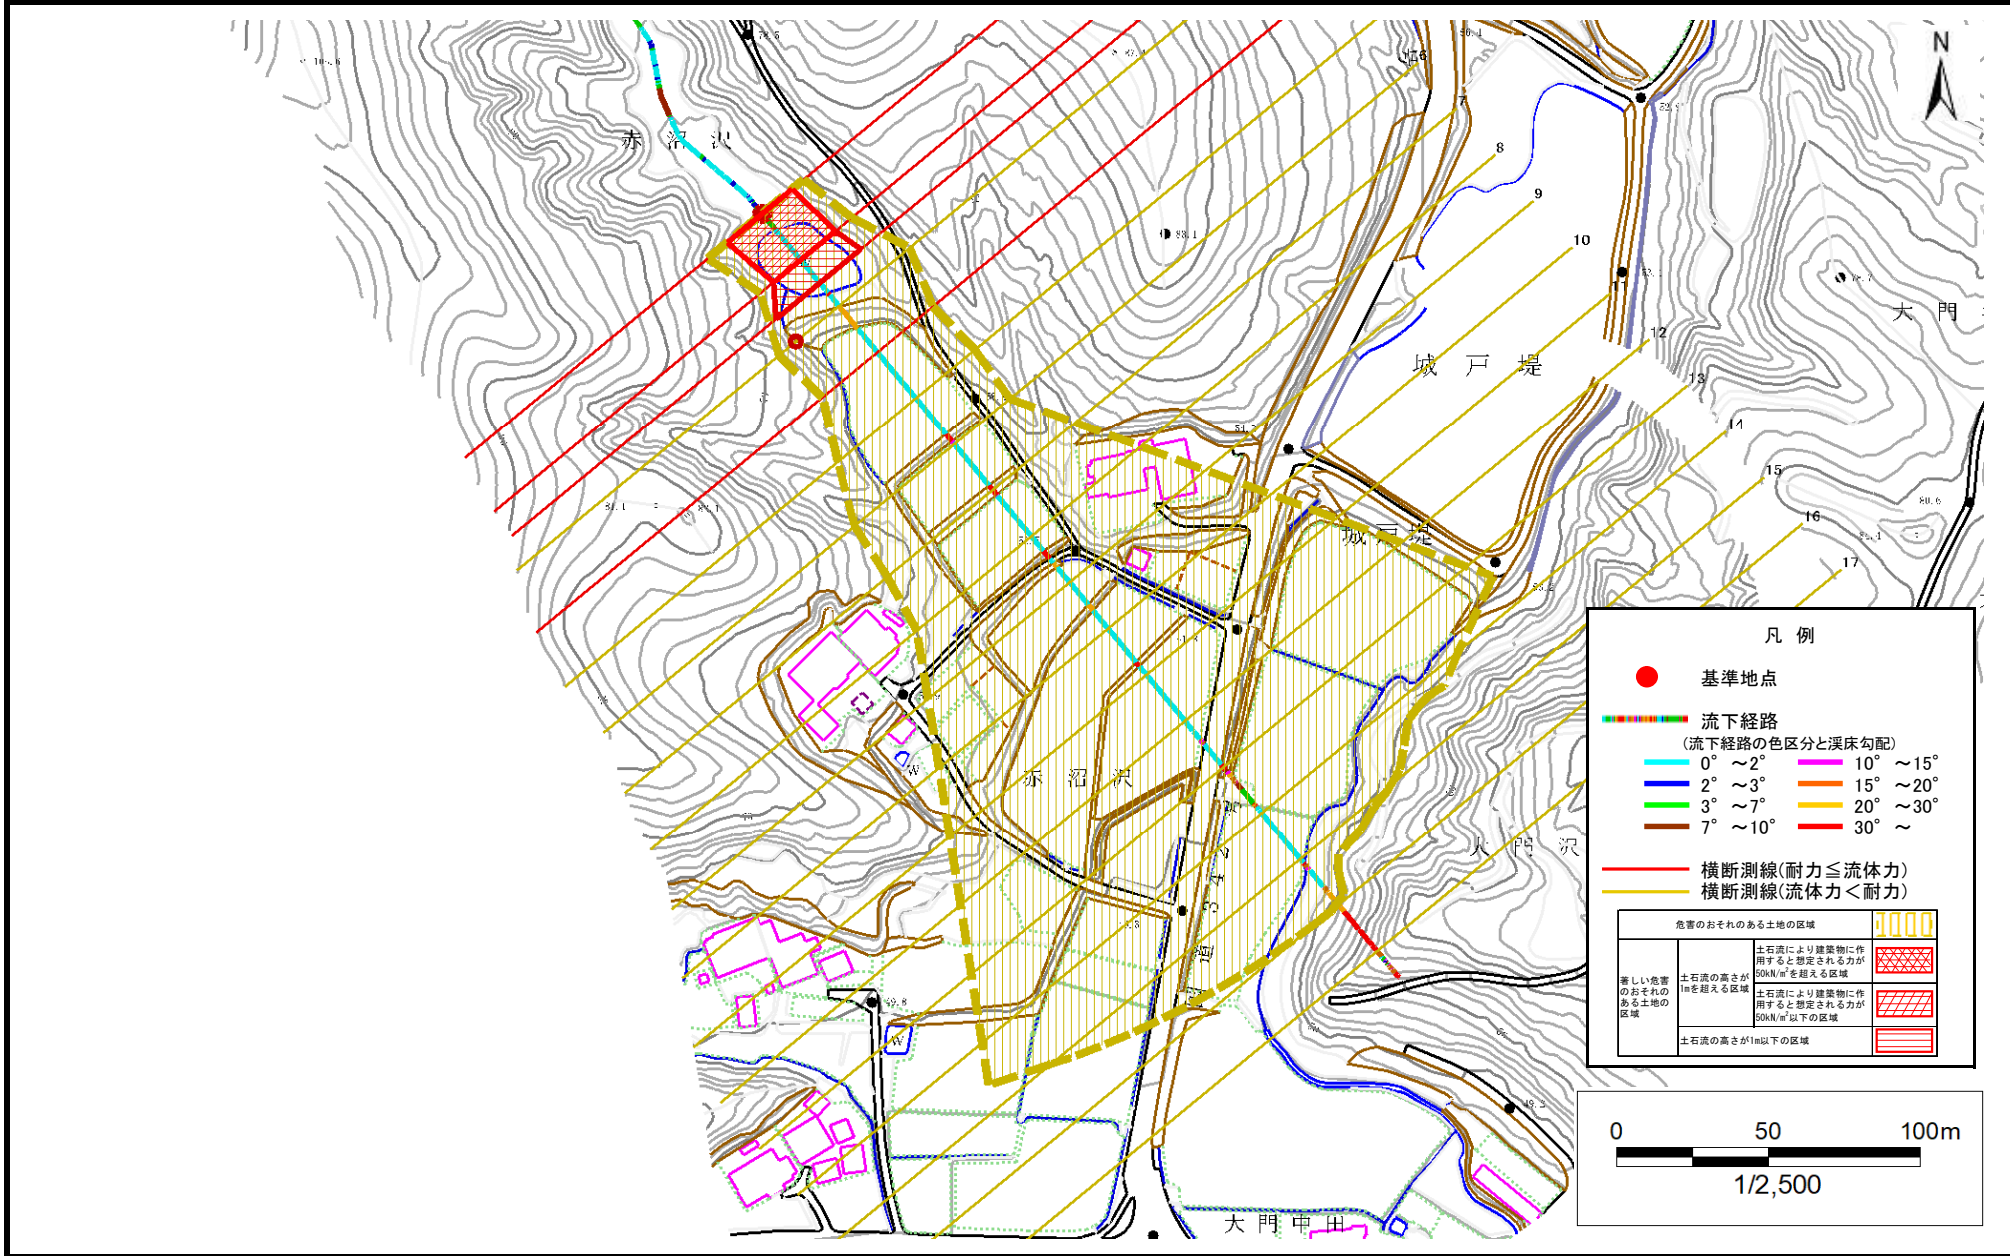 N
赤沼沢
6
7
8
9
10
11
12
13
14
15
16
17
83.1
大門
城戸堤
城戸堤
80.6
赤沼沢
大門沢
W
W
49.8
49.3
大門中田
凡 例
基準地点
流下経路
(流下経路の色区分と渓床勾配)
0° ~2° 10° ~15°
2° ~3° 15° ~20°
3° ~7° 20° ~30°
7° ~10° 30° ~
横断測線(耐力≦流体力)
横断測線(流体力<耐力)
危害のおそれのある土地の区域
著しい危害
のおそれの
ある土地の
区域
土石流の高さが
1mを超える区域
土石流により建築物に作
用すると想定される力が
50kN/m²を超える区域
土石流により建築物に作
用すると想定される力が
50kN/m²以下の区域
土石流の高さが1m以下の区域
0 50 100m
1/2,500